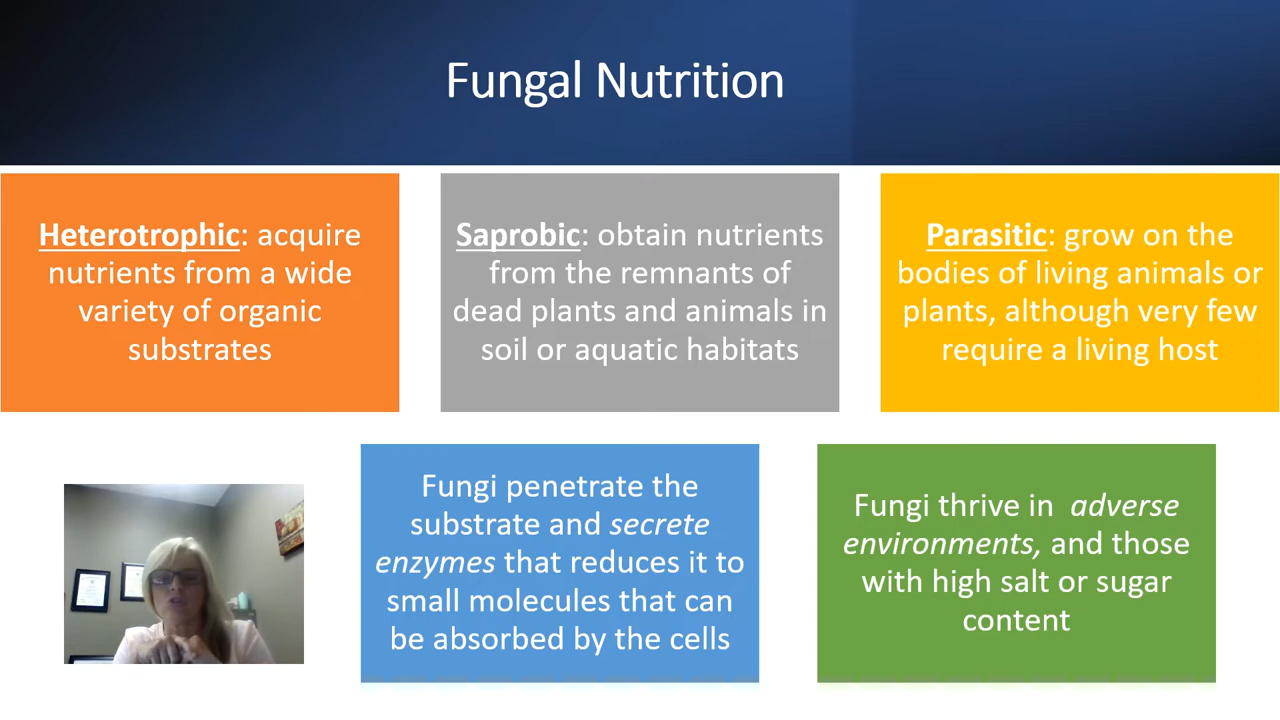 Fungal Nutrition
Heterotrophic: acquire
nutrients from a wide
variety of organic
substrates
Saprobic: obtain nutrients
from the remnants of
dead plants and animals in
soil or aquatic habitats
Parasitic: grow on the
bodies of living animals or
plants, although very few
require a living host
Fungi penetrate the
substrate and secrete
enzymes that reduces it to
small molecules that can
be absorbed by the cells
Fungi thrive in adverse
environments, and those
with high salt or sugar
content